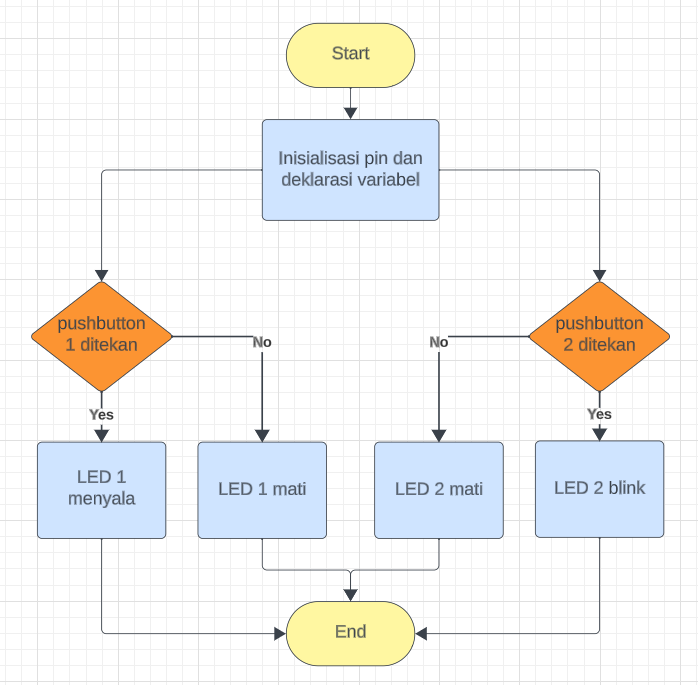 Start
Inisialisasi pin dan
deklarasi variabel
pushbutton
1 ditekan
No
No
pushbutton
2 ditekan
Yes
Yes
LED 1
menyala
LED 1 mati
LED 2 mati
LED 2 blink
End